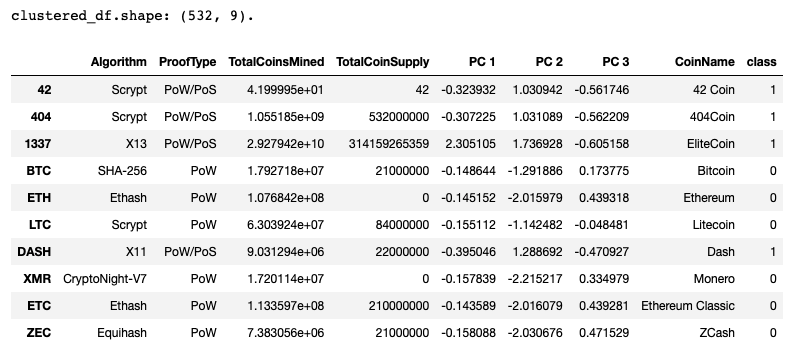 clustered_df.shape: (532, 9).
Algorithm ProofType TotalCoinsMined TotalCoinSupply PC 1 PC 2 PC 3 CoinName class
42 Scrypt PoW/PoS 4.199995e+01 42 -0.323932 1.030942 -0.561746 42 Coin 1
404 Scrypt PoW/PoS 1.055185e+09 532000000 -0.307225 1.031089 -0.562209 404Coin 1
1337 X13 PoW/PoS 2.927942e+10 314159265359 2.305105 1.736928 -0.605158 EliteCoin 1
BTC SHA-256 PoW 1.792718e+07 21000000 -0.148644 -1.291886 0.173775 Bitcoin 0
ETH Ethash PoW 1.076842e+08 0 -0.145152 -2.015979 0.439318 Ethereum 0
LTC Scrypt PoW 6.303924e+07 84000000 -0.155112 -1.142482 -0.048481 Litecoin 0
DASH X11 PoW/PoS 9.031294e+06 22000000 -0.395046 1.288692 -0.470927 Dash 1
XMR CryptoNight-V7 PoW 1.720114e+07 0 -0.157839 -2.215217 0.334979 Monero 0
ETC Ethash PoW 1.133597e+08 210000000 -0.143589 -2.016079 0.439281 Ethereum Classic 0
ZEC Equihash PoW 7.383056e+06 21000000 -0.158088 -2.030676 0.471529 ZCash 0